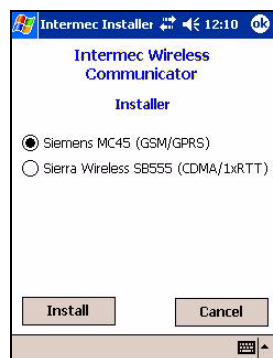 Intermec Installer 12:10 ok
Intermec Wireless
Communicator
Installer
Siemens MC45 (GSM/GPRS)
Sierra Wireless SB555 (CDMA/1xRTT)
Install Cancel